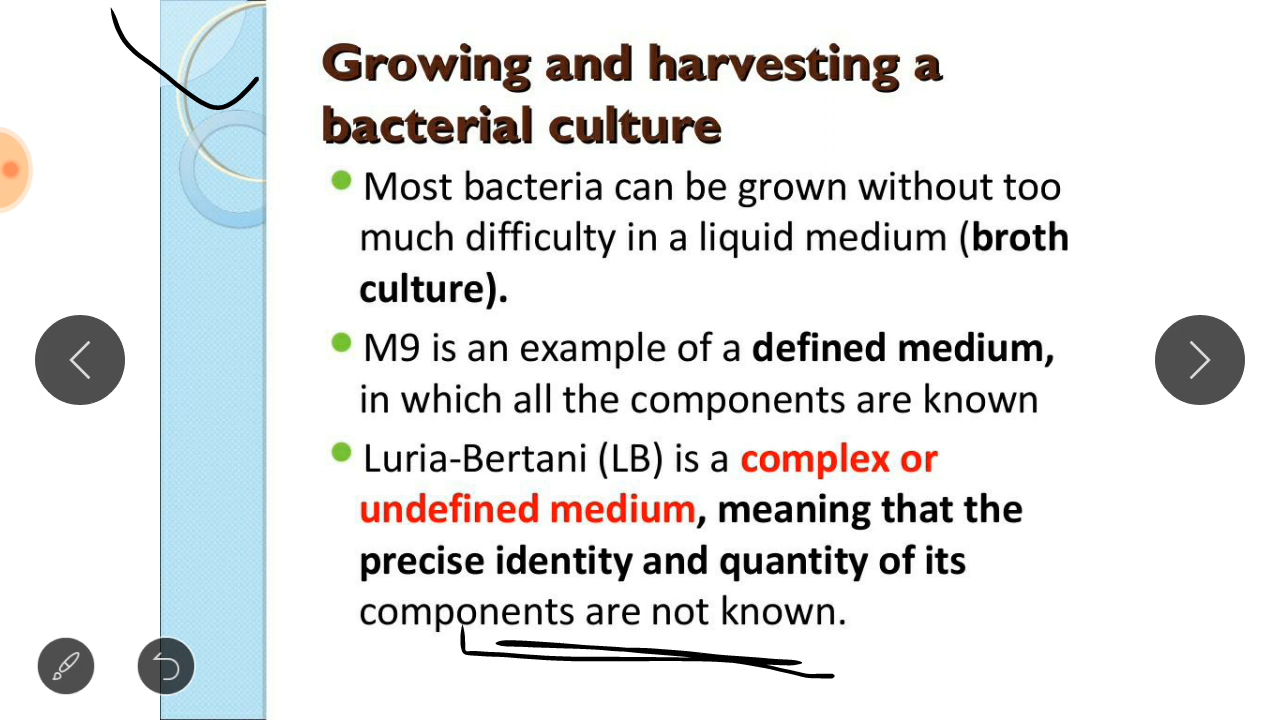 Growing and harvesting a
bacterial culture
Most bacteria can be grown without too
much difficulty in a liquid medium (broth
culture).
M9 is an example of a defined medium,
in which all the components are known
Luria-Bertani (LB) is a complex or
undefined medium, meaning that the
precise identity and quantity of its
components are not known.